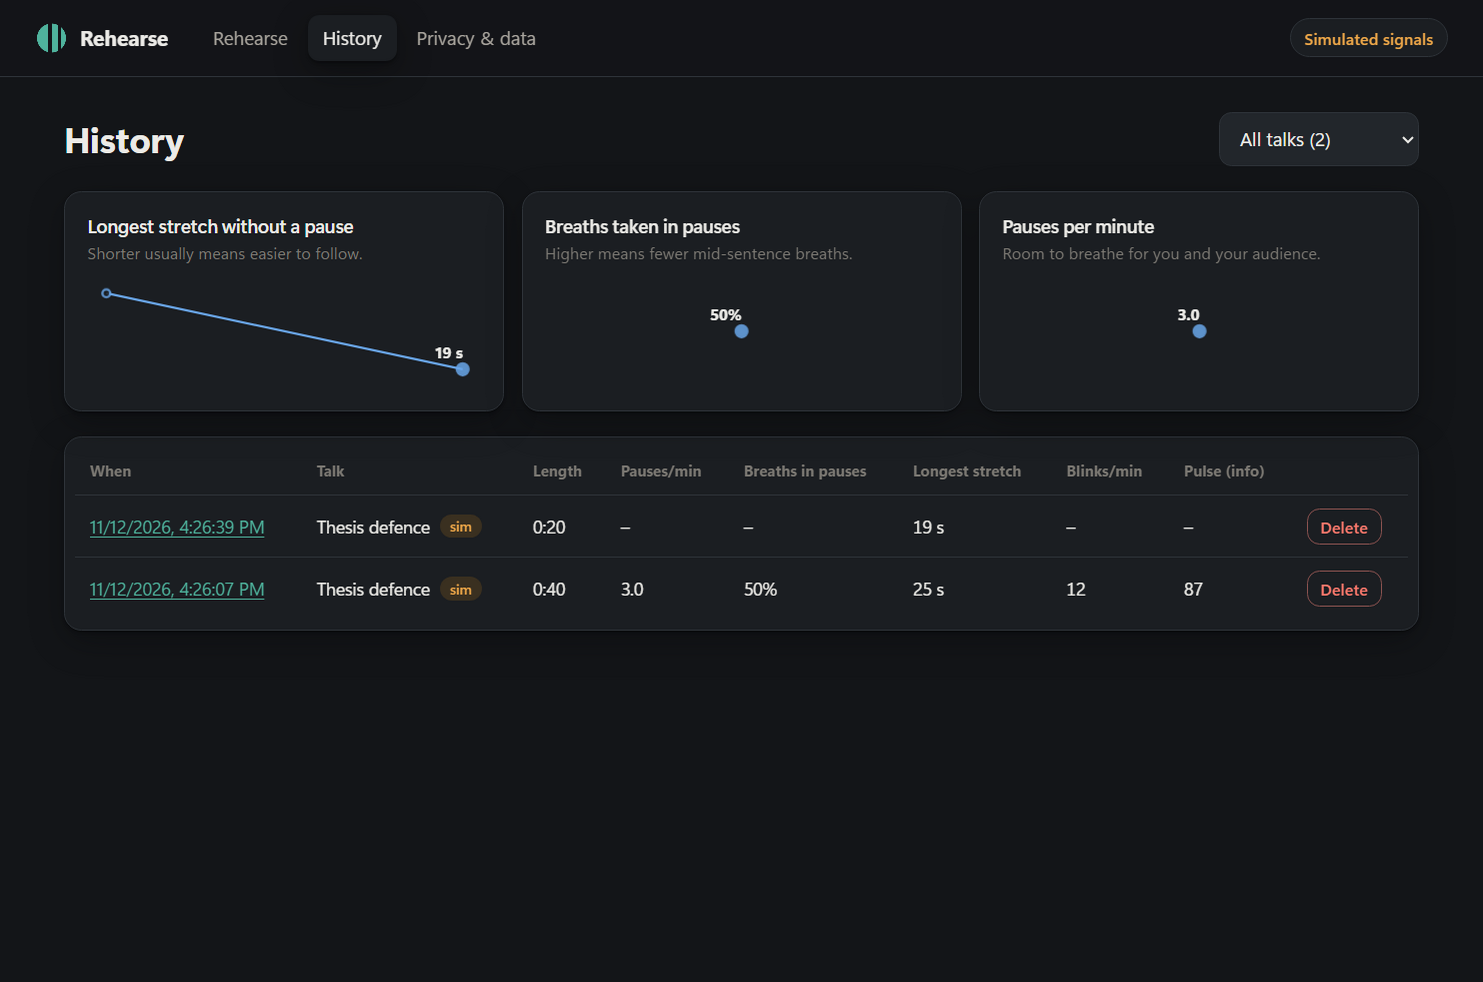 Rehearse Rehearse History Privacy & data Simulated signals
History All talks (2)
Longest stretch without a pause
Shorter usually means easier to follow.
19 s
Breaths taken in pauses
Higher means fewer mid-sentence breaths.
50%
Pauses per minute
Room to breathe for you and your audience.
3.0
When Talk Length Pauses/min Breaths in pauses Longest stretch Blinks/min Pulse (info)
11/12/2026, 4:26:39 PM Thesis defence sim 0:20 – – 19 s – – Delete
11/12/2026, 4:26:07 PM Thesis defence sim 0:40 3.0 50% 25 s 12 87 Delete